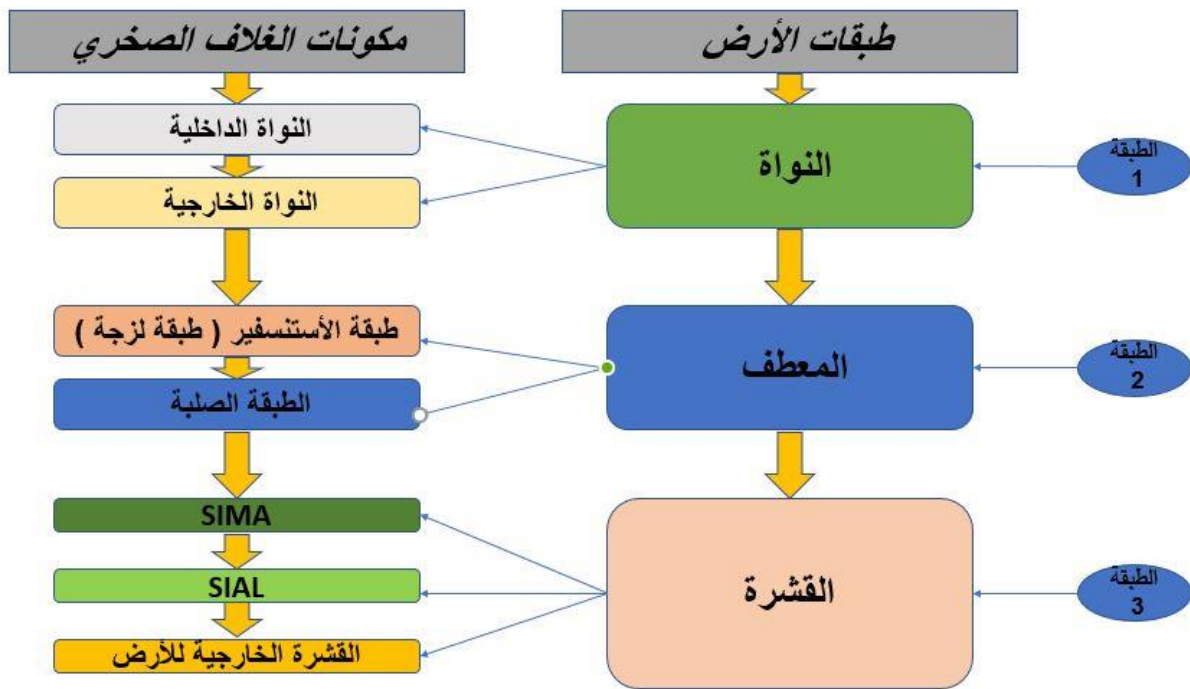 طبقات الأرض
مكونات الغلاف الصخري
الطبقة
1
النواة
النواة الداخلية
النواة الخارجية
الطبقة
2
المعطف
طبقة الأستنسفير ( طبقة لزجة )
الطبقة الصلبة
الطبقة
3
القشرة
SIMA
SIAL
القشرة الخارجية للأرض